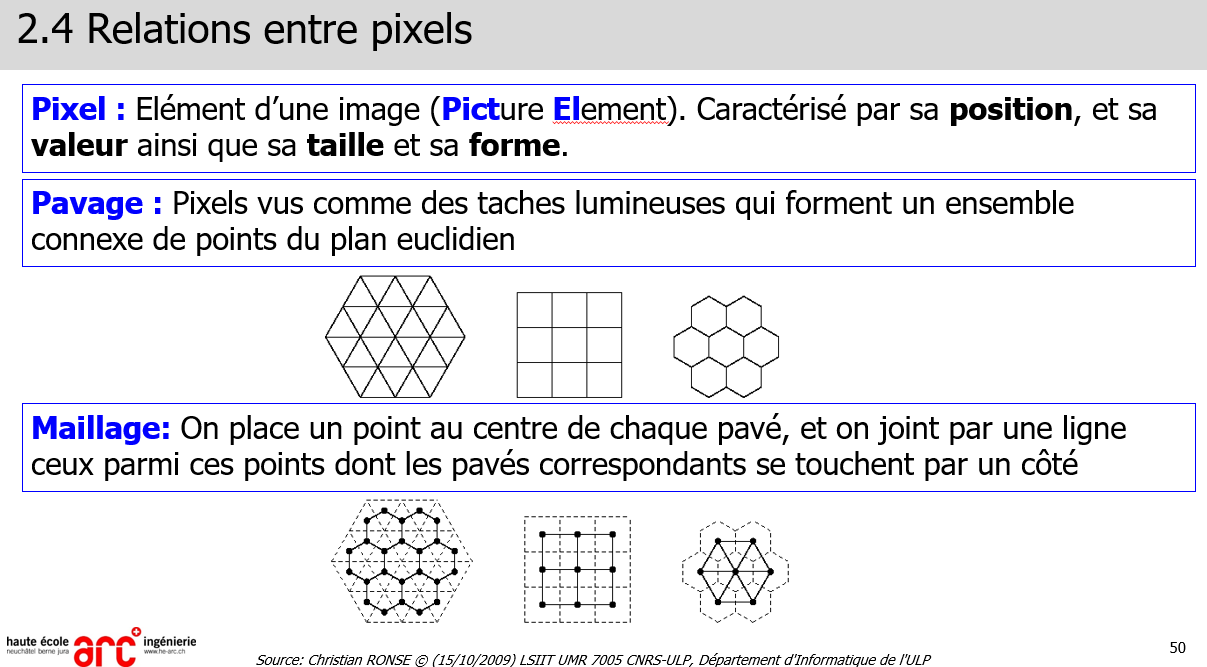 2.4 Relations entre pixels
Pixel : Elément d’une image (Picture Element). Caractérisé par sa position, et sa
valeur ainsi que sa taille et sa forme.
Pavage : Pixels vus comme des taches lumineuses qui forment un ensemble
connexe de points du plan euclidien
Maillage: On place un point au centre de chaque pavé, et on joint par une ligne
ceux parmi ces points dont les pavés correspondants se touchent par un côté
haute école arc ingénierie
neuchâtel berne jura www.he-arc.ch
Source: Christian RONSE © (15/10/2009) LSIIT UMR 7005 CNRS-ULP, Département d'Informatique de l'ULP
50